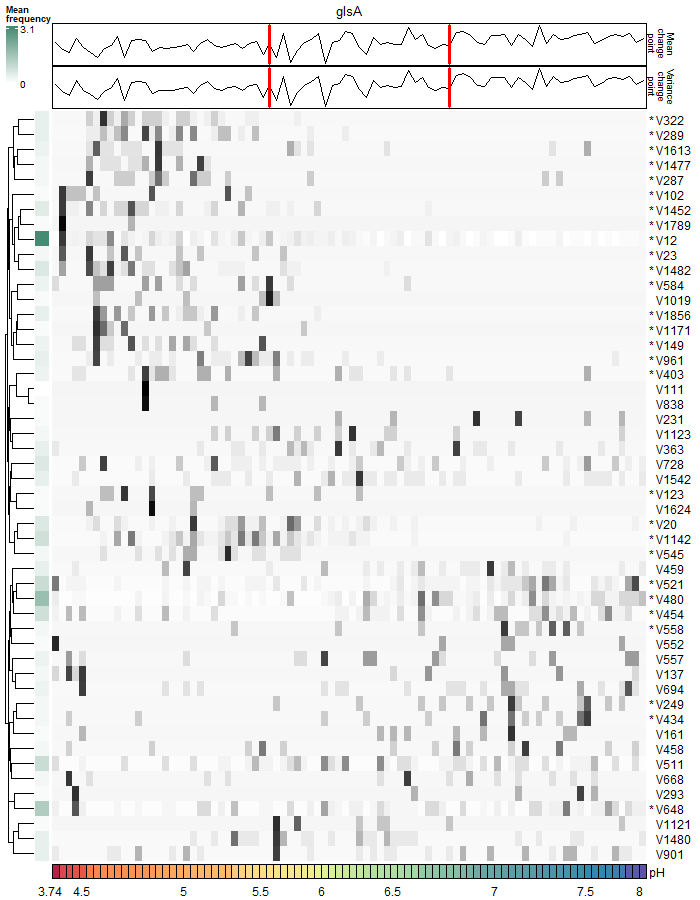 glsA
Mean
frequency
3.1
0
Mean
change
point
Variance
change
point
* V322
* V289
* V1613
* V1477
* V287
* V102
* V1452
* V1789
* V12
* V23
* V1482
* V584
V1019
* V1856
* V1171
* V149
* V961
* V403
V111
V838
V231
V1123
V363
V728
V1542
* V123
V1624
* V20
* V1142
* V545
V459
* V521
* V480
* V454
* V558
V552
V557
V137
V694
* V249
* V434
V161
V458
V511
V668
V293
* V648
V1121
V1480
V901
pH
3.74 4.5 5 5.5 6 6.5 7 7.5 8